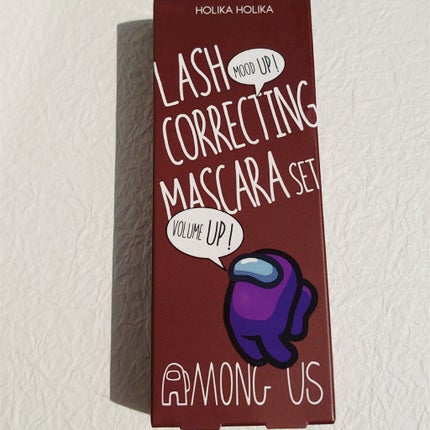 HOLIKA HOLIKA
LASH
MOOD UP!
CORRECTING
MASCARA SET
VOLUME UP!
AMONG US